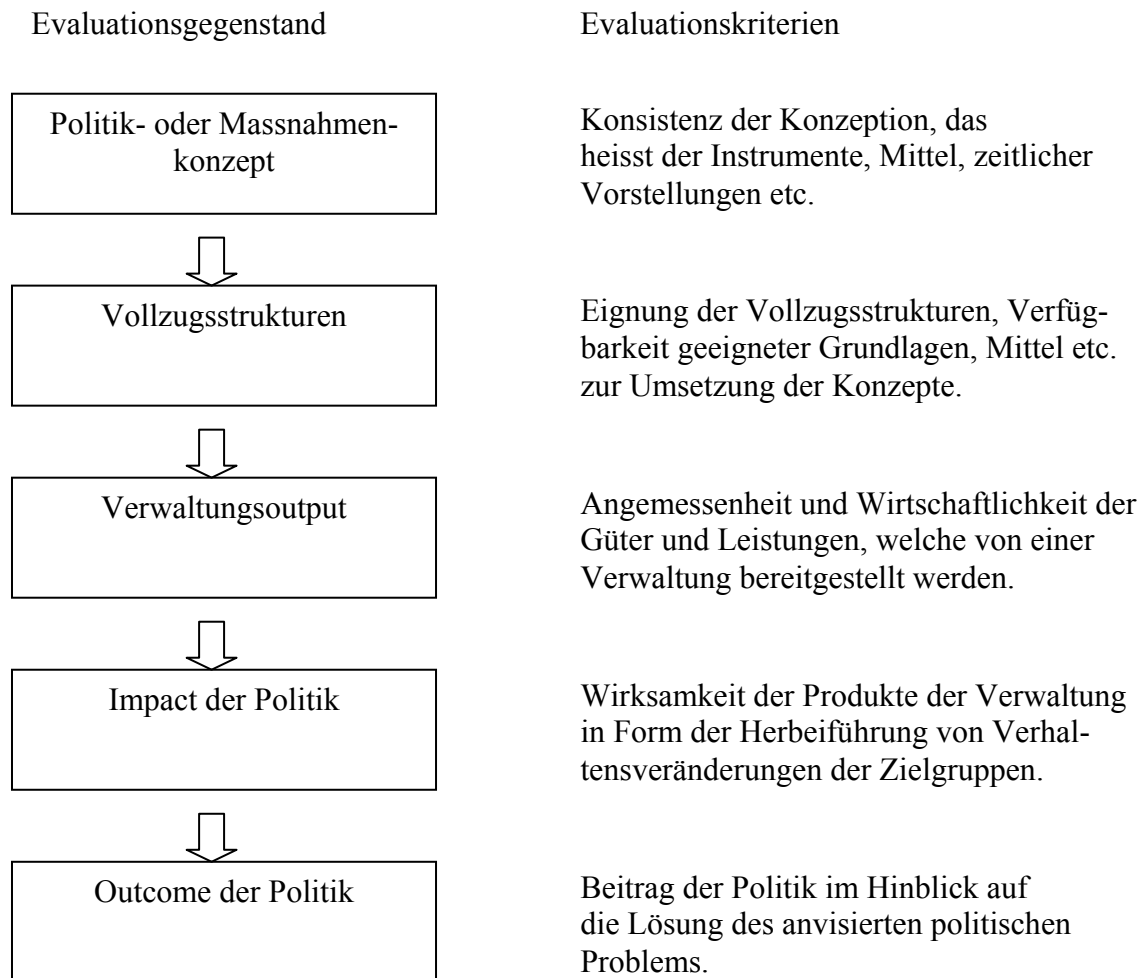 Evaluationsgegenstand
Evaluationskriterien
Politik- oder Massnahmen-
konzept
Konsistenz der Konzeption, das
heisst der Instrumente, Mittel, zeitlicher
Vorstellungen etc.
Vollzugsstrukturen
Eignung der Vollzugsstrukturen, Verfüg-
barkeit geeigneter Grundlagen, Mittel etc.
zur Umsetzung der Konzepte.
Verwaltungsoutput
Angemessenheit und Wirtschaftlichkeit der
Güter und Leistungen, welche von einer
Verwaltung bereitgestellt werden.
Impact der Politik
Wirksamkeit der Produkte der Verwaltung
in Form der Herbeiführung von Verhal-
tensveränderungen der Zielgruppen.
Outcome der Politik
Beitrag der Politik im Hinblick auf
die Lösung des anvisierten politischen
Problems.